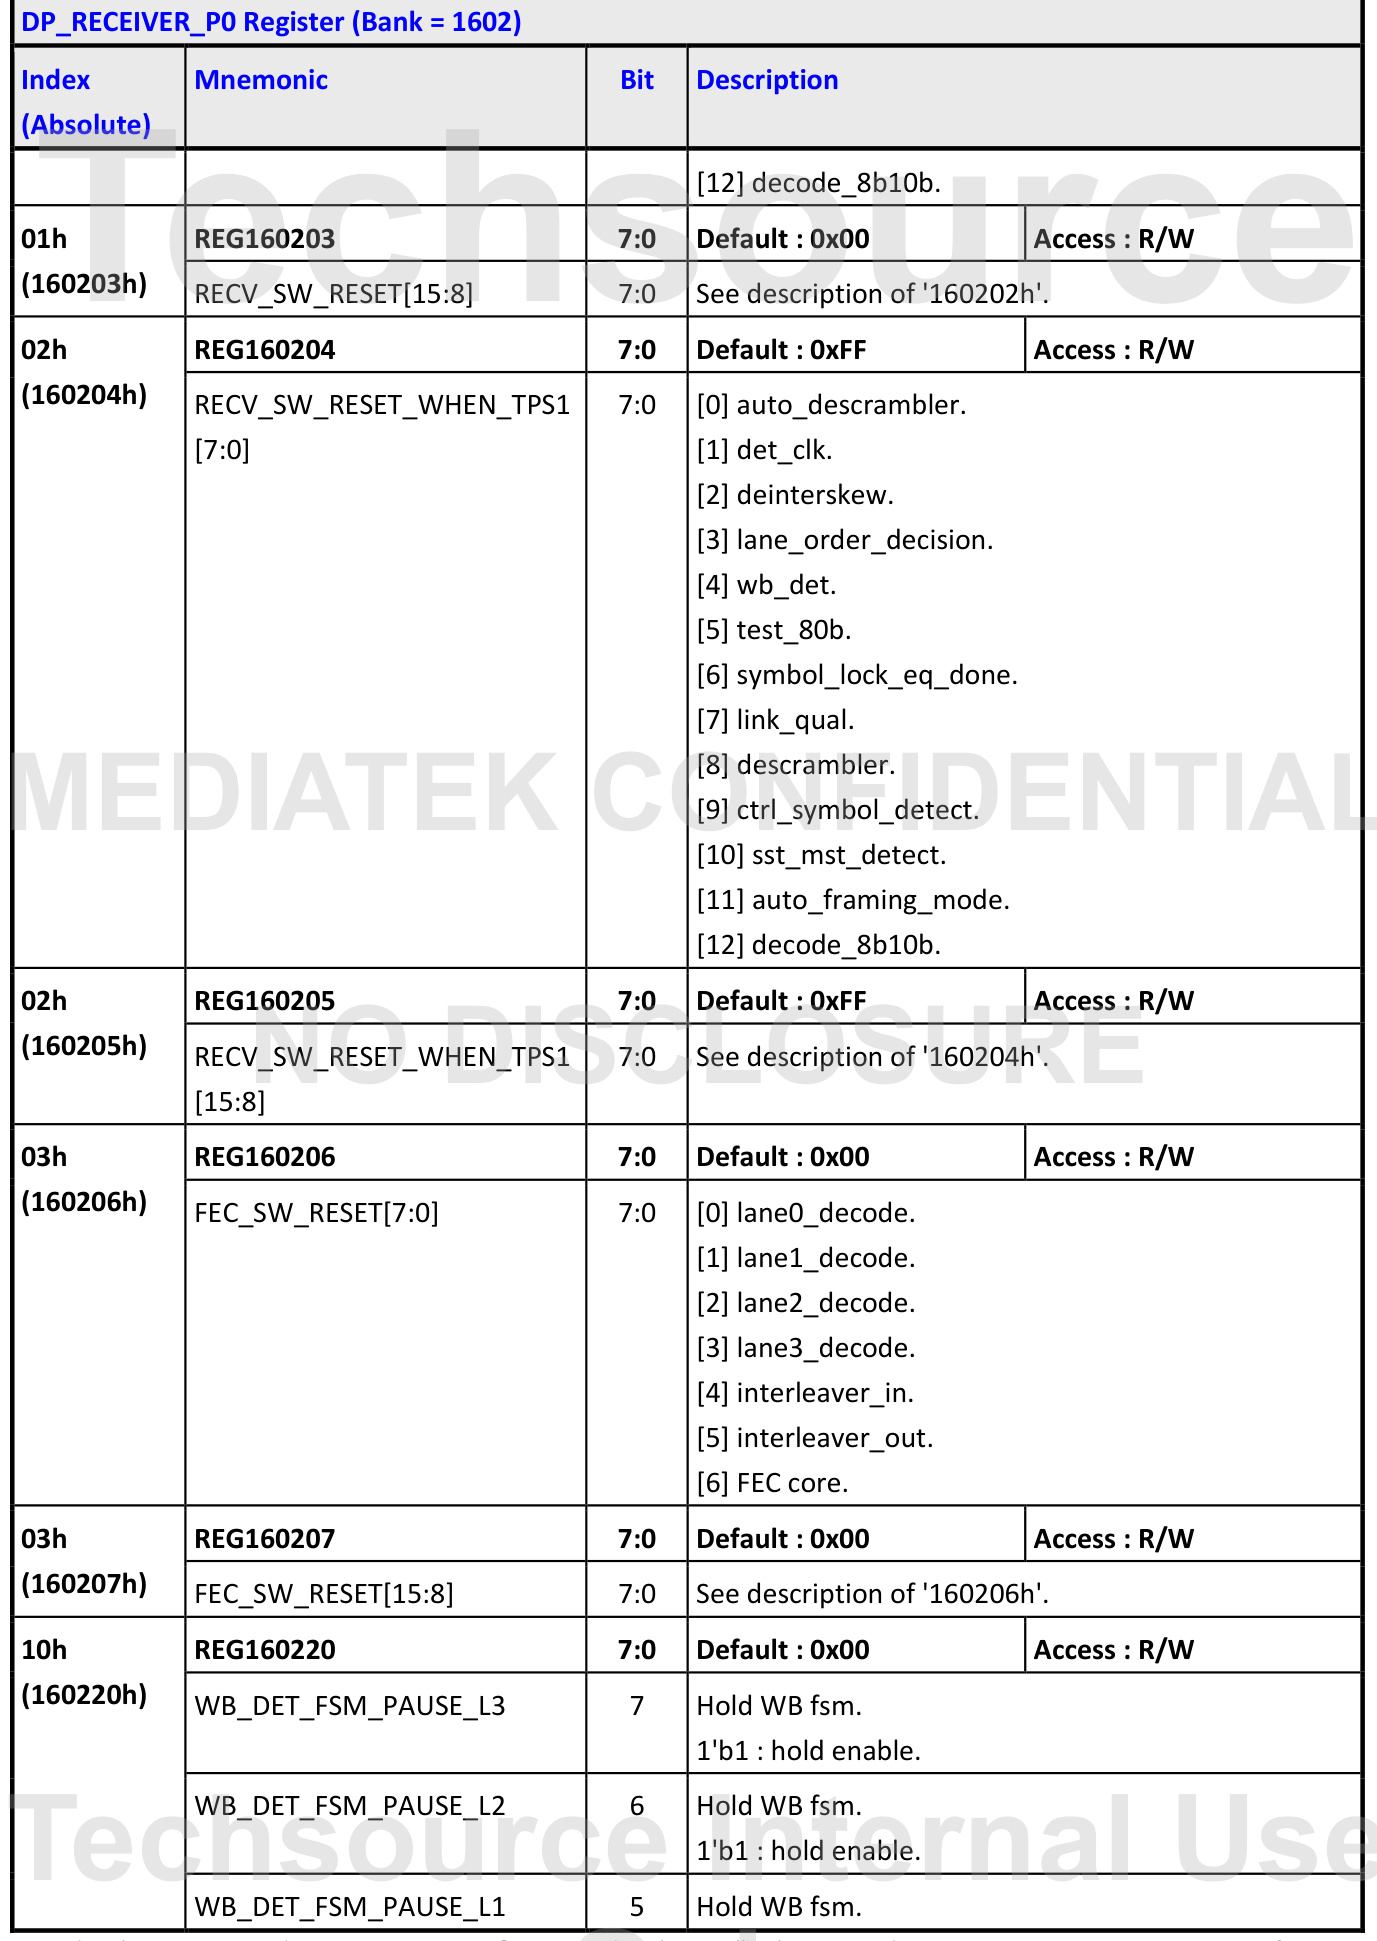 DP_RECEIVER_P0 Register (Bank = 1602)
Index (Absolute) Mnemonic Bit Description
[12] decode_8b10b.
01h (160203h) REG160203 7:0 Default : 0x00 Access : R/W
RECV_SW_RESET[15:8] 7:0 See description of '160202h'.
02h (160204h) REG160204 7:0 Default : 0xFF Access : R/W
RECV_SW_RESET_WHEN_TPS1 [7:0] 7:0 [0] auto_descrambler.
[1] det_clk.
[2] deinterskew.
[3] lane_order_decision.
[4] wb_det.
[5] test_80b.
[6] symbol_lock_eq_done.
[7] link_qual.
[8] descrambler.
[9] ctrl_symbol_detect.
[10] sst_mst_detect.
[11] auto_framing_mode.
[12] decode_8b10b.
02h (160205h) REG160205 7:0 Default : 0xFF Access : R/W
RECV_SW_RESET_WHEN_TPS1 [15:8] 7:0 See description of '160204h'.
03h (160206h) REG160206 7:0 Default : 0x00 Access : R/W
FEC_SW_RESET[7:0] 7:0 [0] lane0_decode.
[1] lane1_decode.
[2] lane2_decode.
[3] lane3_decode.
[4] interleaver_in.
[5] interleaver_out.
[6] FEC core.
03h (160207h) REG160207 7:0 Default : 0x00 Access : R/W
FEC_SW_RESET[15:8] 7:0 See description of '160206h'.
10h (160220h) REG160220 7:0 Default : 0x00 Access : R/W
WB_DET_FSM_PAUSE_L3 7 Hold WB fsm.
1'b1 : hold enable.
WB_DET_FSM_PAUSE_L2 6 Hold WB fsm.
1'b1 : hold enable.
WB_DET_FSM_PAUSE_L1 5 Hold WB fsm.
Techsource
MEDIATEK CONFIDENTIAL
NO DISCLOSURE
Techsource Internal Use